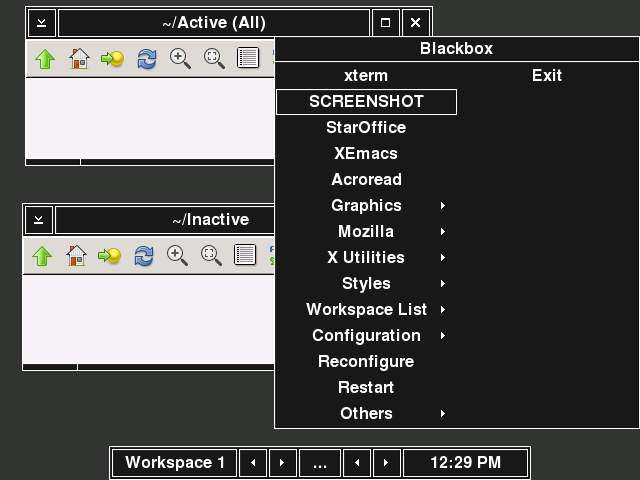 ~/Active (All)
Blackbox
xterm
Exit
SCREENSHOT
StarOffice
XEmacs
Acroread
Graphics
Mozilla
X Utilities
Styles
Workspace List
Configuration
Reconfigure
Restart
Others
~/Inactive
Workspace 1
...
12:29 PM